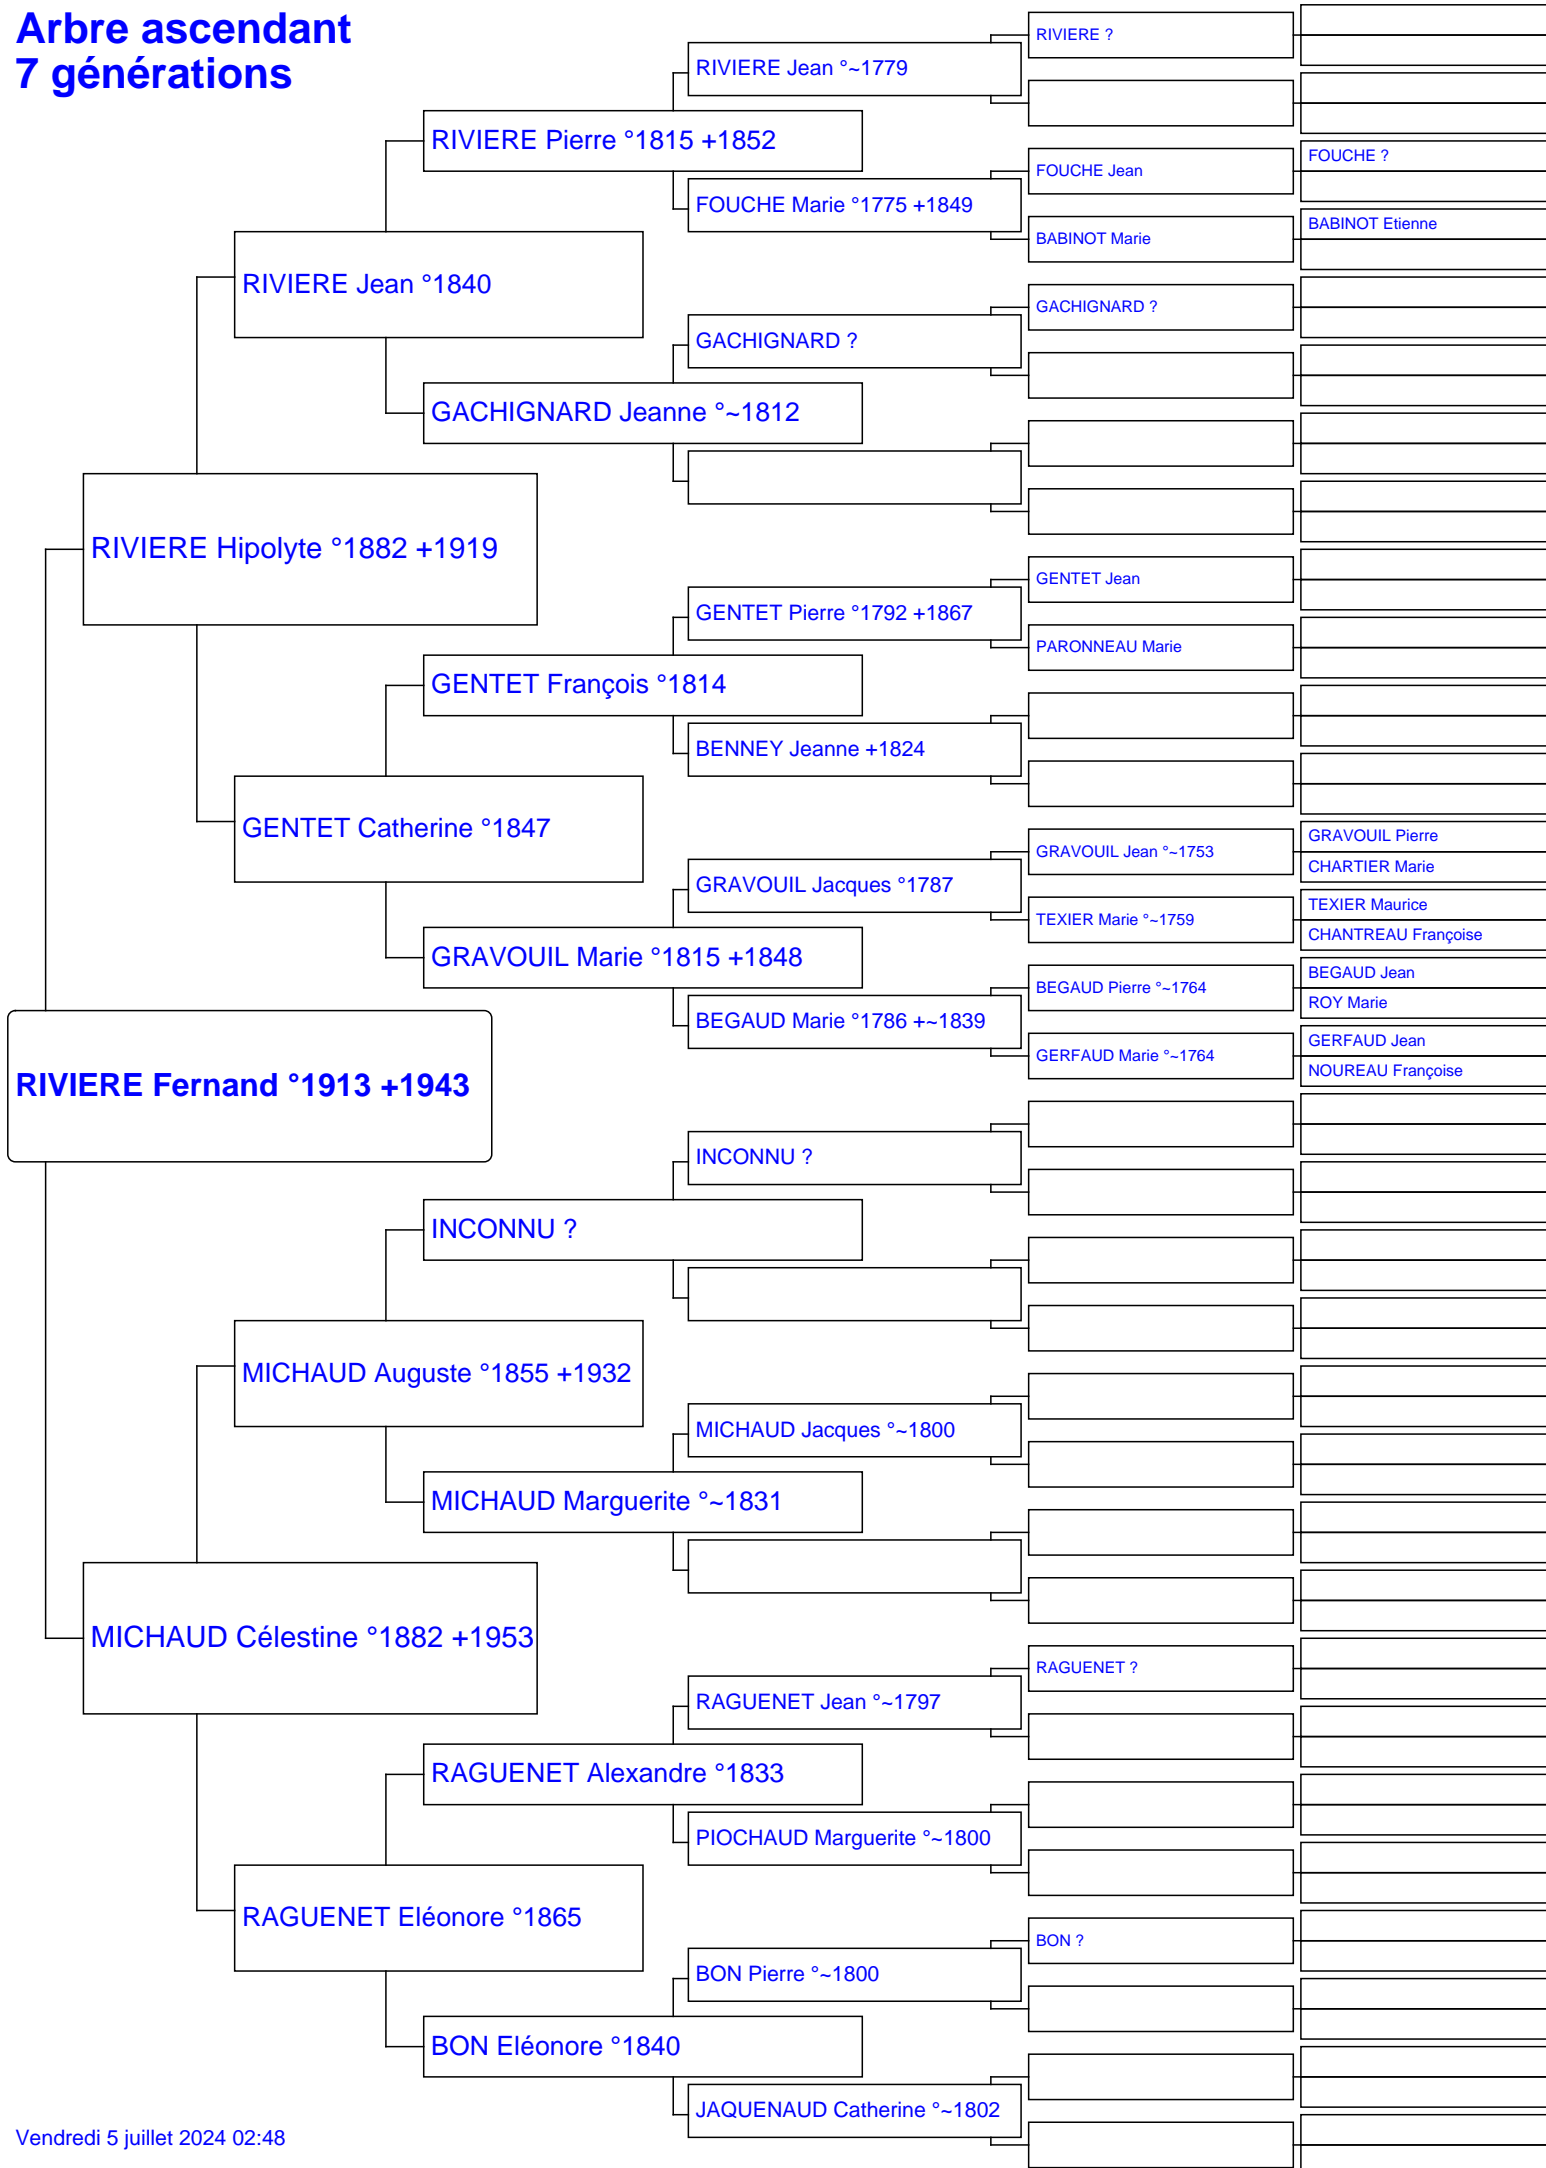 Arbre ascendant
7 générations
RIVIERE Fernand °1913 +1943
RIVIERE Hipolyte °1882 +1919
MICHAUD Célestine °1882 +1953
RIVIERE Jean °1840
GENTET Catherine °1847
MICHAUD Auguste °1855 +1932
RAGUENET Eléonore °1865
RIVIERE Pierre °1815 +1852
GACHIGNARD Jeanne °~1812
GENTET François °1814
GRAVOUIL Marie °1815 +1848
INCONNU ?
MICHAUD Marguerite °~1831
RAGUENET Alexandre °1833
BON Eléonore °1840
RIVIERE Jean °~1779
FOUCHE Marie °1775 +1849
GACHIGNARD ?
GENTET Pierre °1792 +1867
BENNEY Jeanne +1824
GRAVOUIL Jacques °1787
BEGAUD Marie °1786 +~1839
INCONNU ?
MICHAUD Jacques °~1800
RAGUENET Jean °~1797
PIOCHAUD Marguerite °~1800
BON Pierre °~1800
JAQUENAUD Catherine °~1802
RIVIERE ?
FOUCHE Jean
BABINOT Marie
GACHIGNARD ?
GENTET Jean
PARONNEAU Marie
GRAVOUIL Jean °~1753
TEXIER Marie °~1759
BEGAUD Pierre °~1764
GERFAUD Marie °~1764
RAGUENET ?
BON ?
FOUCHE ?
BABINOT Etienne
GRAVOUIL Pierre
CHARTIER Marie
TEXIER Maurice
CHANTREAU Françoise
BEGAUD Jean
ROY Marie
GERFAUD Jean
NOUREAU Françoise
Vendredi 5 juillet 2024 02:48